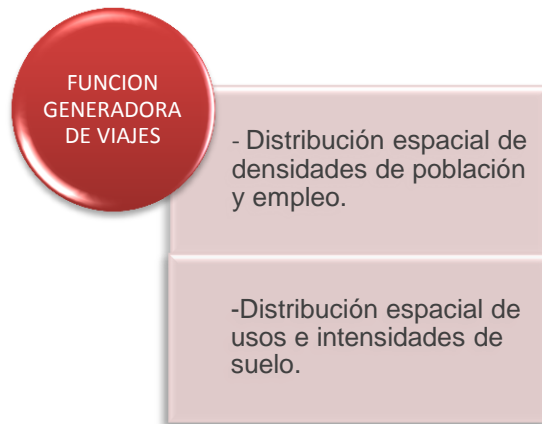 FUNCION
GENERADORA
DE VIAJES
- Distribución espacial de
densidades de población
y empleo.
-Distribución espacial de
usos e intensidades de
suelo.